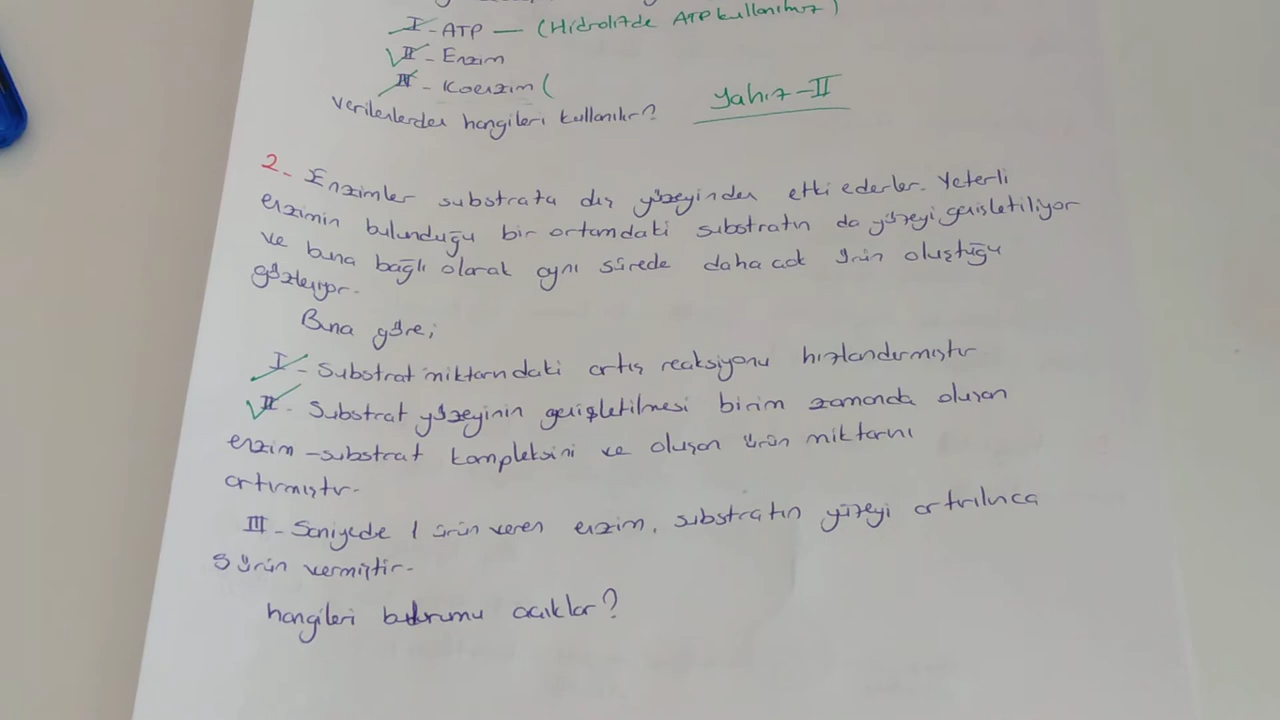 I - ATP — (Hidrolizde ATP kullanılmaz)
II - Enzim
IV - Koenzim (
verilenlerden hangileri kullanılır? Yalnız-II
2- Enzimler substrata dış yüzeyinden etki ederler. Yeterli
enzimin bulunduğu bir ortamdaki substratın da yüzeyi genişletiliyor
ve buna bağlı olarak aynı sürede daha çok ürün oluştuğu
gözleniyor.
Buna göre;
I - Substrat miktarındaki artış reaksiyonu hızlandırmıştır
II - Substrat yüzeyinin genişletilmesi birim zamanda oluşan
enzim-substrat kompleksini ve oluşan ürün miktarını
artırmıştır.
III - Saniyede 1 ürün veren enzim, substratın yüzeyi artırılınca
3 ürün vermiştir.
hangileri bu durumu açıklar?